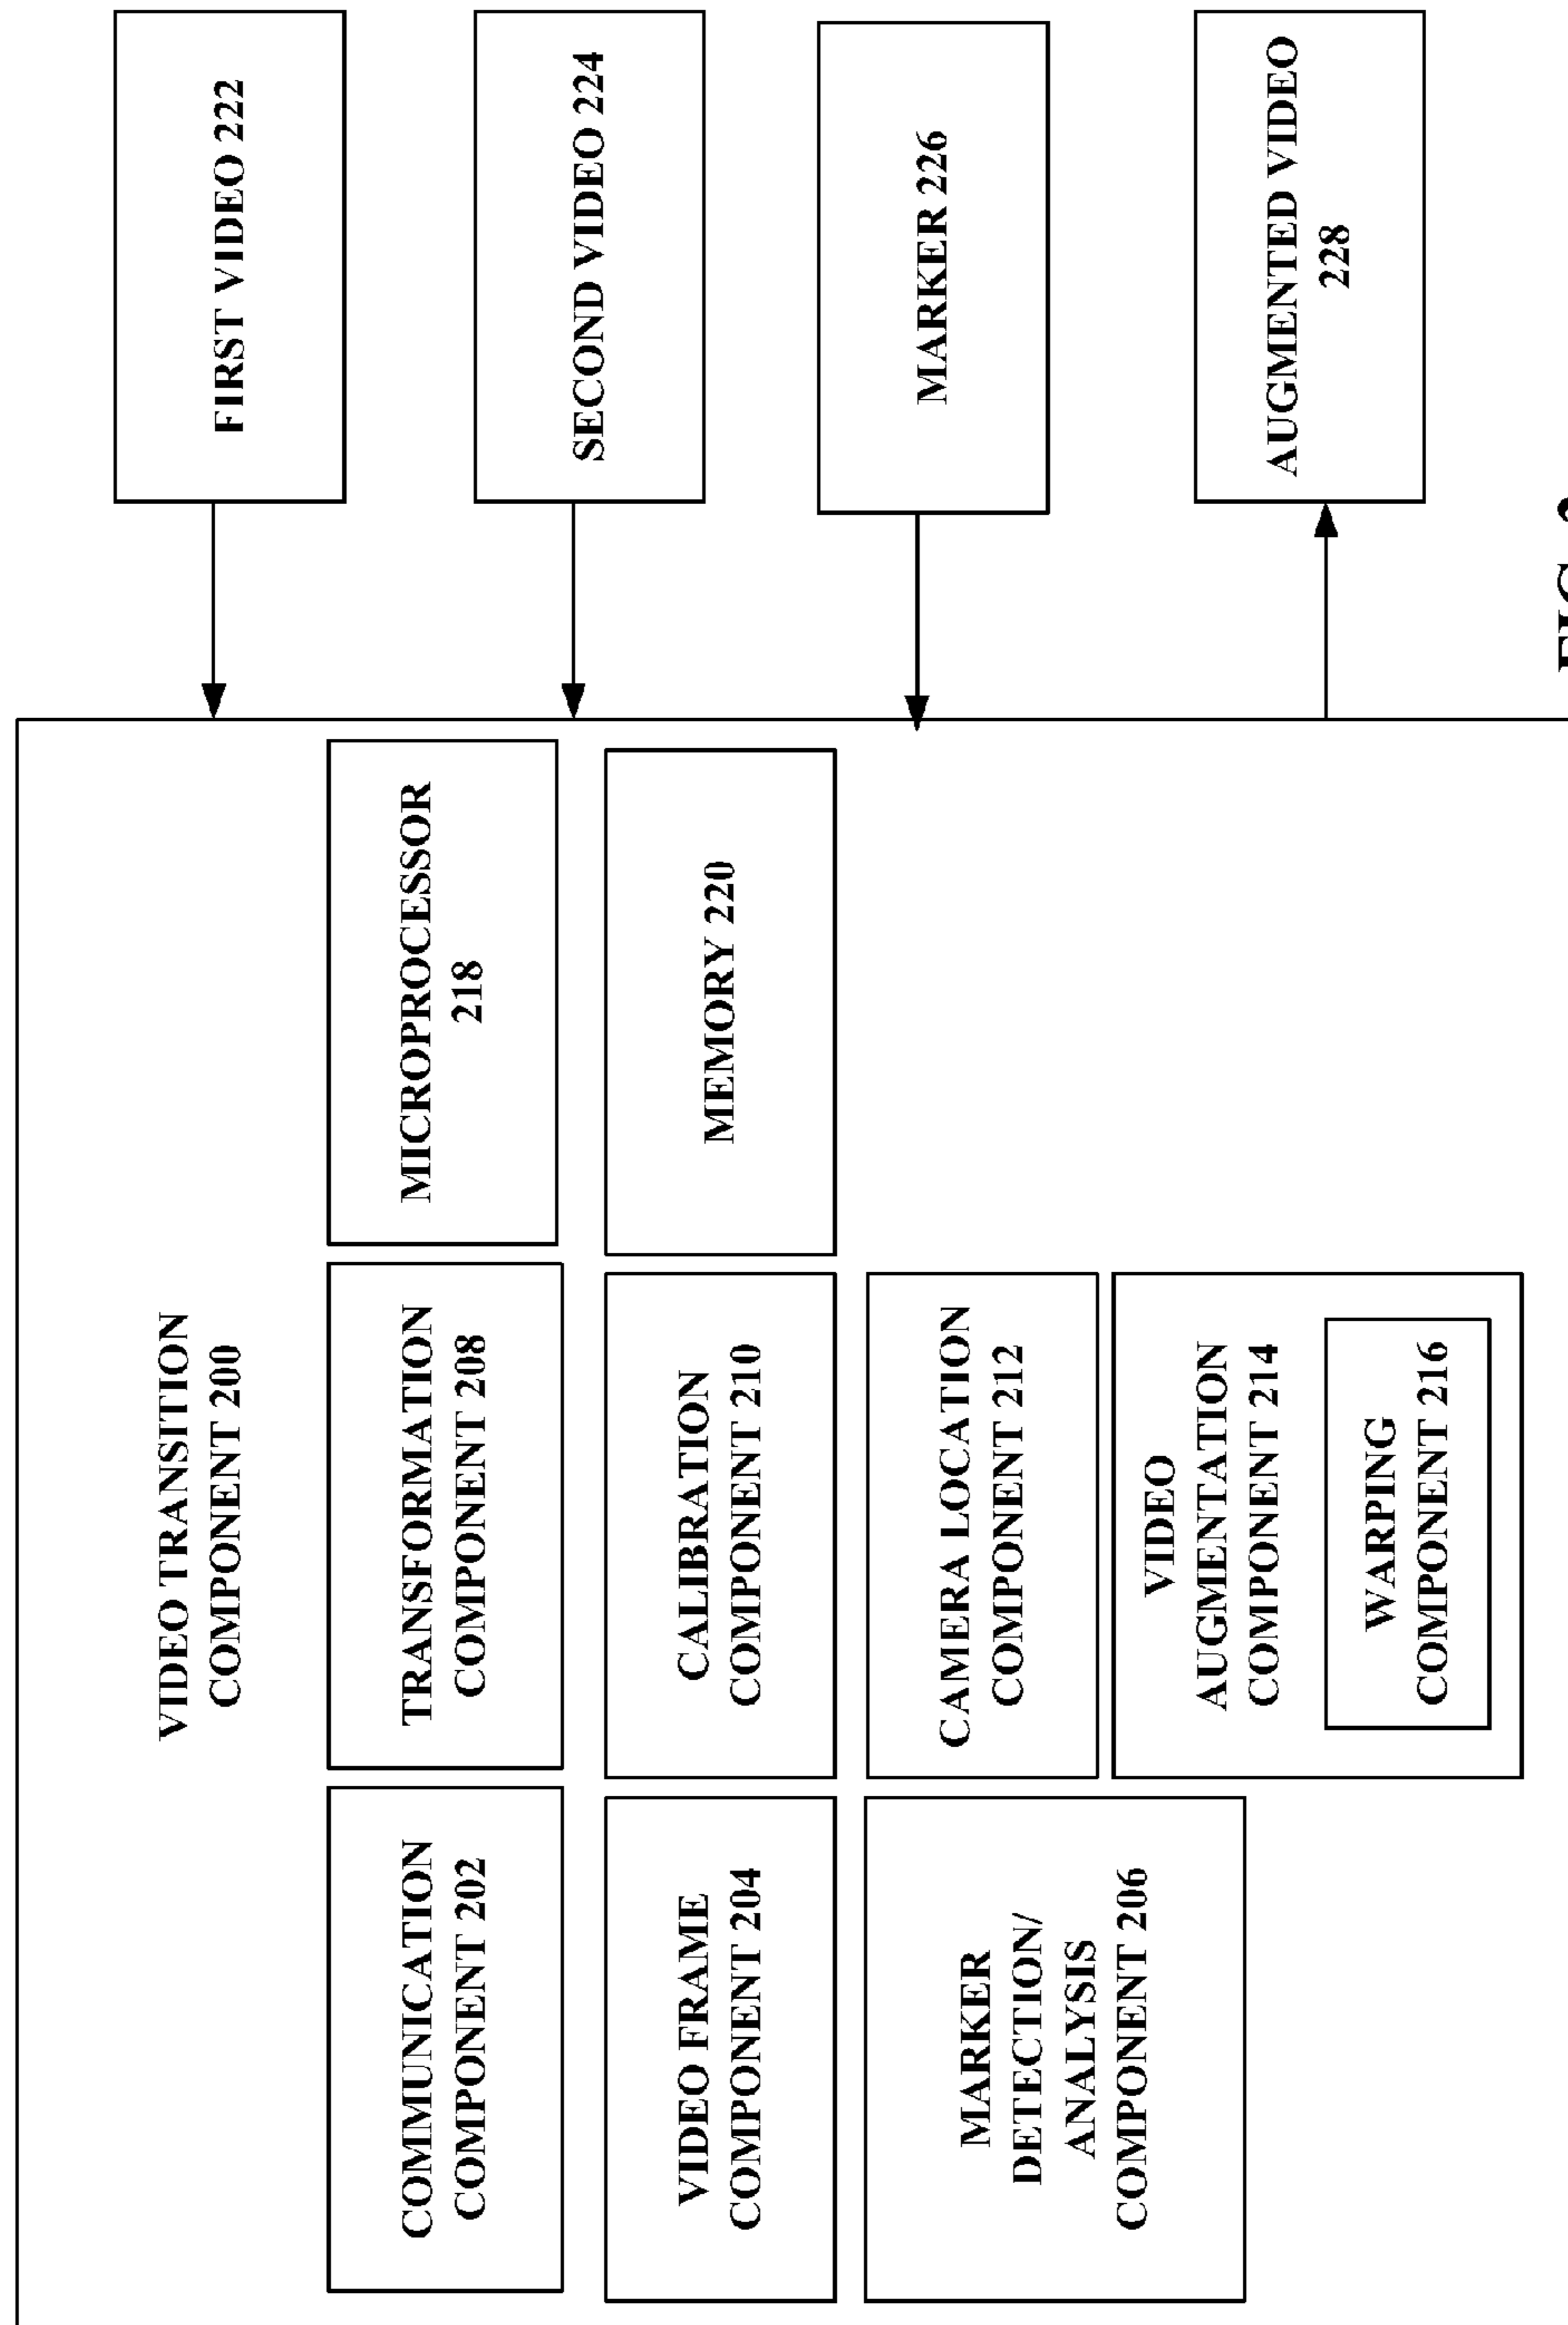 VIDEO TRANSITION
COMPONENT 200
COMMUNICATION
COMPONENT 202
TRANSFORMATION
COMPONENT 208
MICROPROCESSOR
218
VIDEO FRAME
COMPONENT 204
CALIBRATION
COMPONENT 210
MEMORY 220
MARKER
DETECTION/
ANALYSIS
COMPONENT 206
CAMERA LOCATION
COMPONENT 212
VIDEO
AUGMENTATION
COMPONENT 214
WARPING
COMPONENT 216
FIRST VIDEO 222
SECOND VIDEO 224
MARKER 226
AUGMENTED VIDEO
228